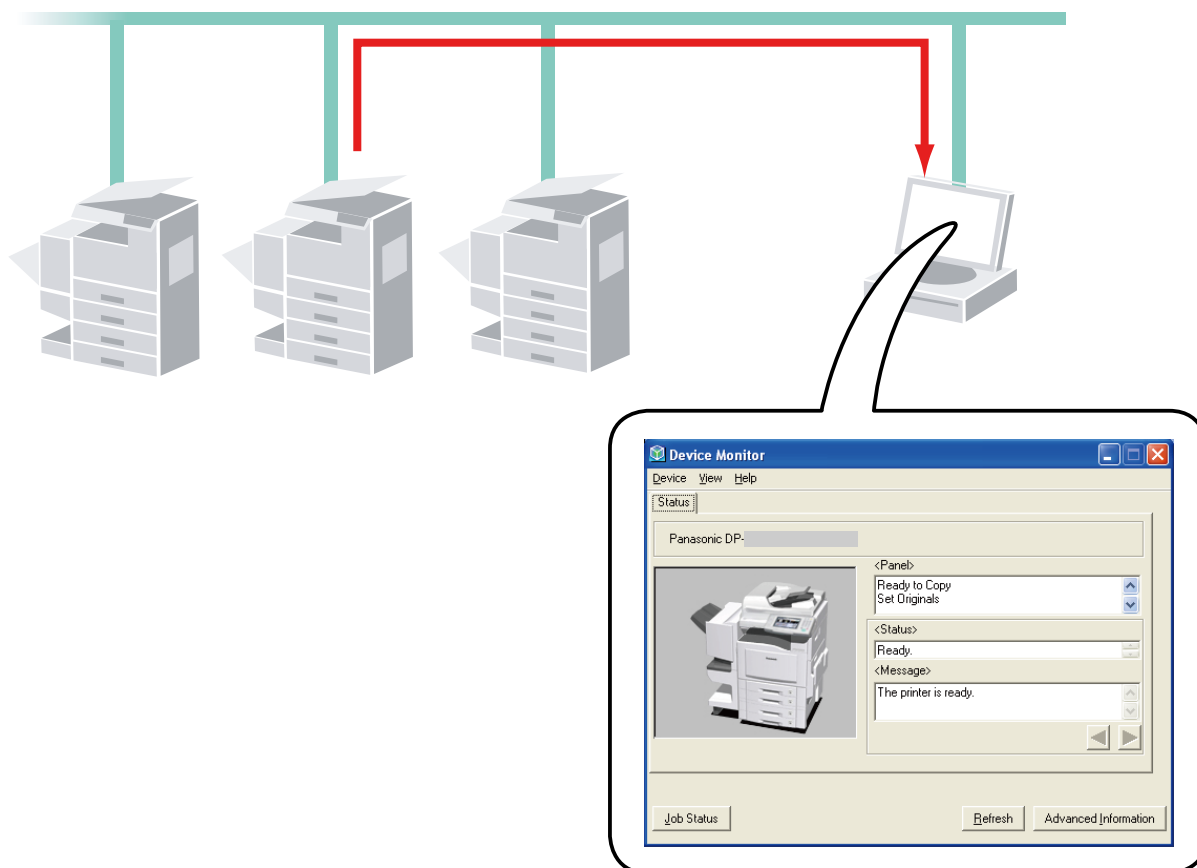 Device Monitor
Device View Help
Status
Panasonic DP-
<Panel>
Ready to Copy
Set Originals
<Status>
Ready.
<Message>
The printer is ready.
Job Status
Refresh
Advanced Information